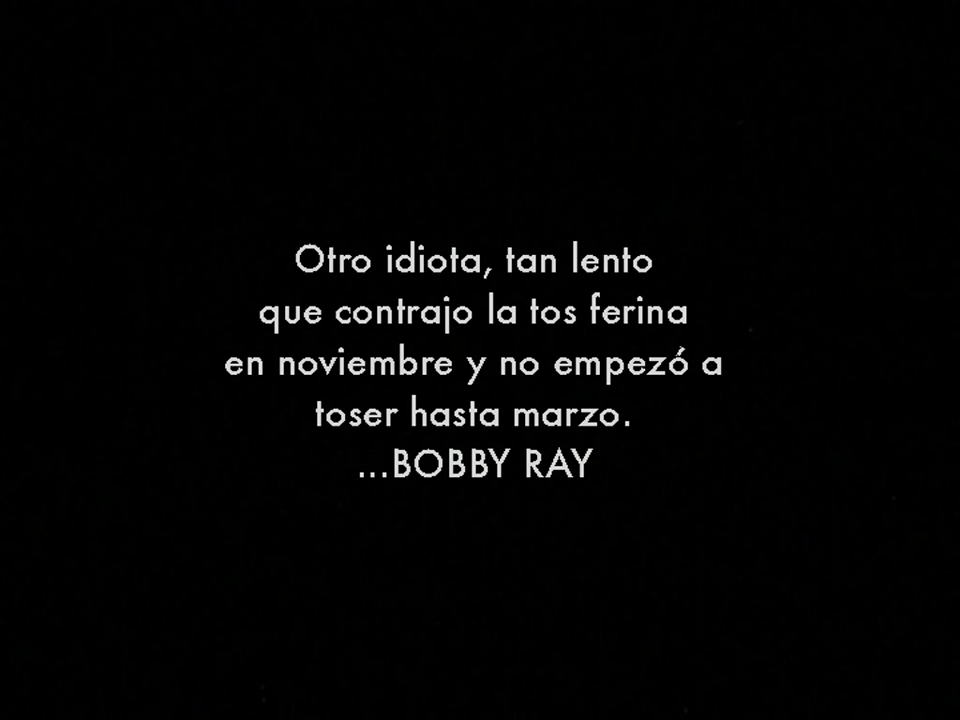 Otro idiota, tan lento
que contrajo la tos ferina
en noviembre y no empezó a
toser hasta marzo.
...BOBBY RAY